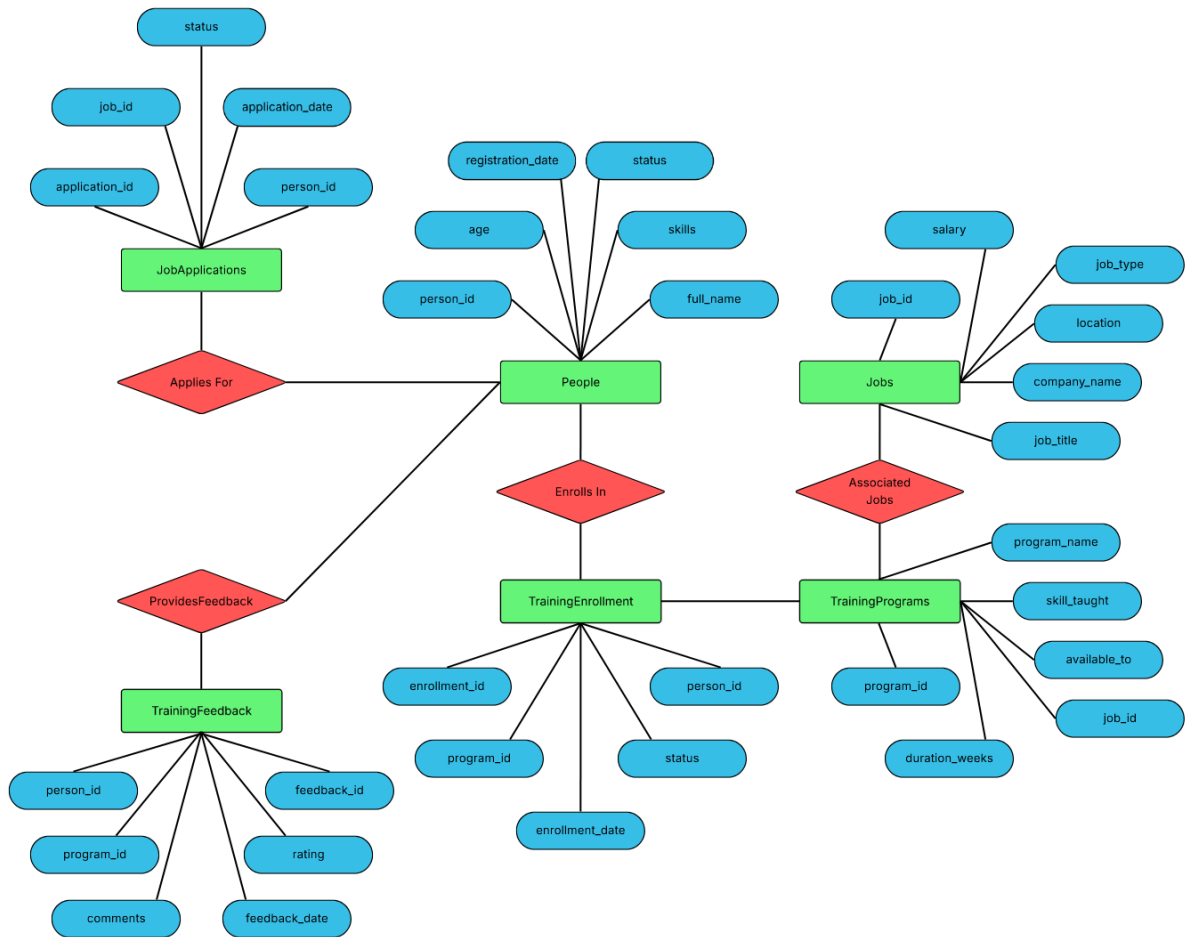 status
job_id
application_date
application_id
person_id
JobApplications
Applies For
registration_date
status
age
skills
person_id
full_name
People
salary
job_type
job_id
location
company_name
Jobs
job_title
Enrolls In
Associated
Jobs
program_name
ProvidesFeedback
TrainingEnrollment
TrainingPrograms
skill_taught
available_to
enrollment_id
person_id
program_id
job_id
program_id
status
duration_weeks
enrollment_date
TrainingFeedback
person_id
feedback_id
program_id
rating
comments
feedback_date